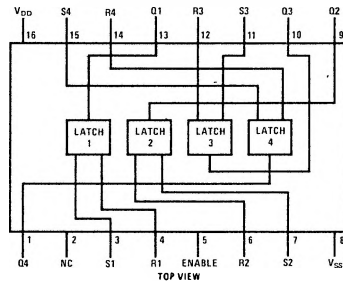 VDD S4 R4 Q1 R3 S3 Q3 Q2
16 15 14 13 12 11 10 9
LATCH 1 LATCH 2 LATCH 3 LATCH 4
1 2 3 4 5 6 7 8
Q4 NC S1 R1 ENABLE R2 S2 VSS
TOP VIEW